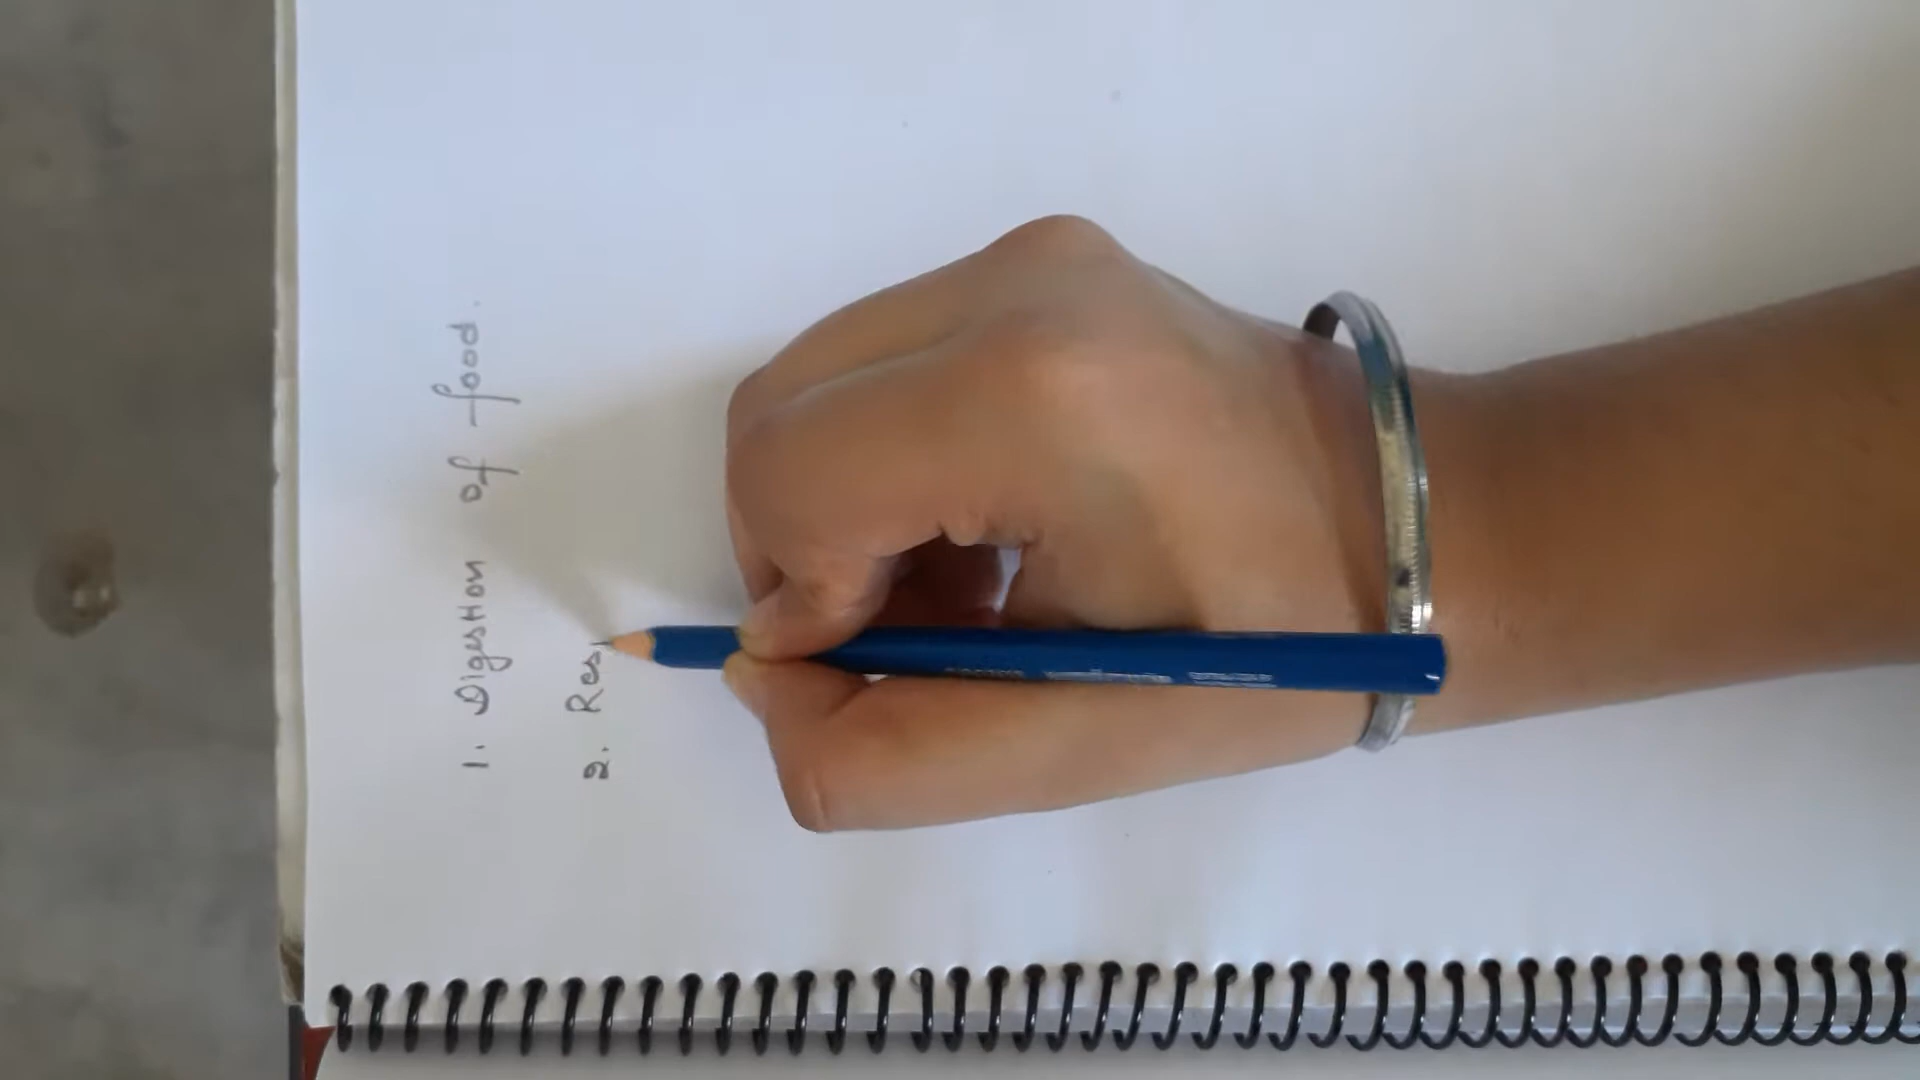 1. Digestion of food.
2. Res